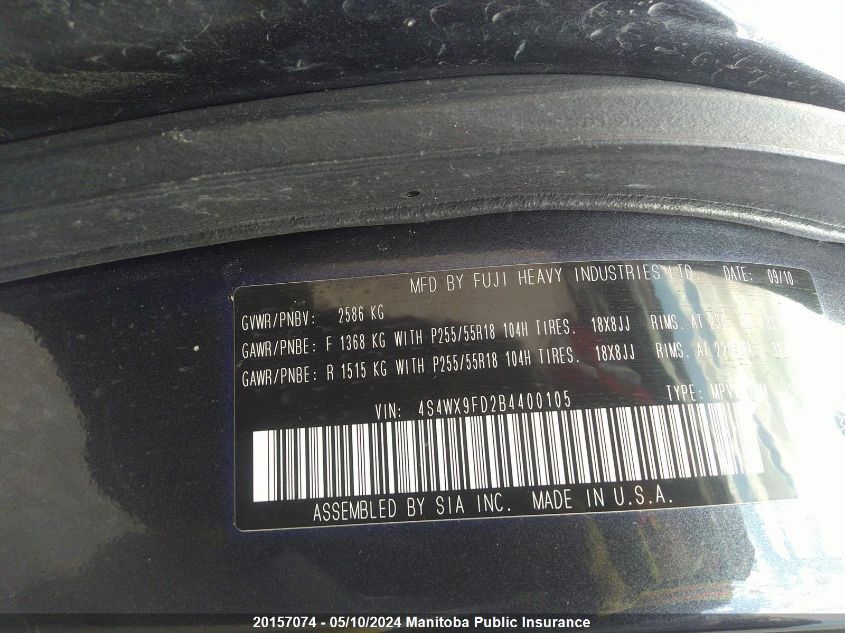 MFD BY FUJI HEAVY INDUSTRIES LTD. DATE: 09/10
GVWR/PNBV: 2586 KG
GAWR/PNBE: F 1368 KG WITH P255/55R18 104H TIRES. 18X8JJ RIMS. AT 230
GAWR/PNBE: R 1515 KG WITH P255/55R18 104H TIRES. 18X8JJ RIMS. AT
VIN: 4S4WX9FD2B4400105 TYPE:
ASSEMBLED BY SIA INC. MADE IN U.S.A.
20157074 - 05/10/2024 Manitoba Public Insurance